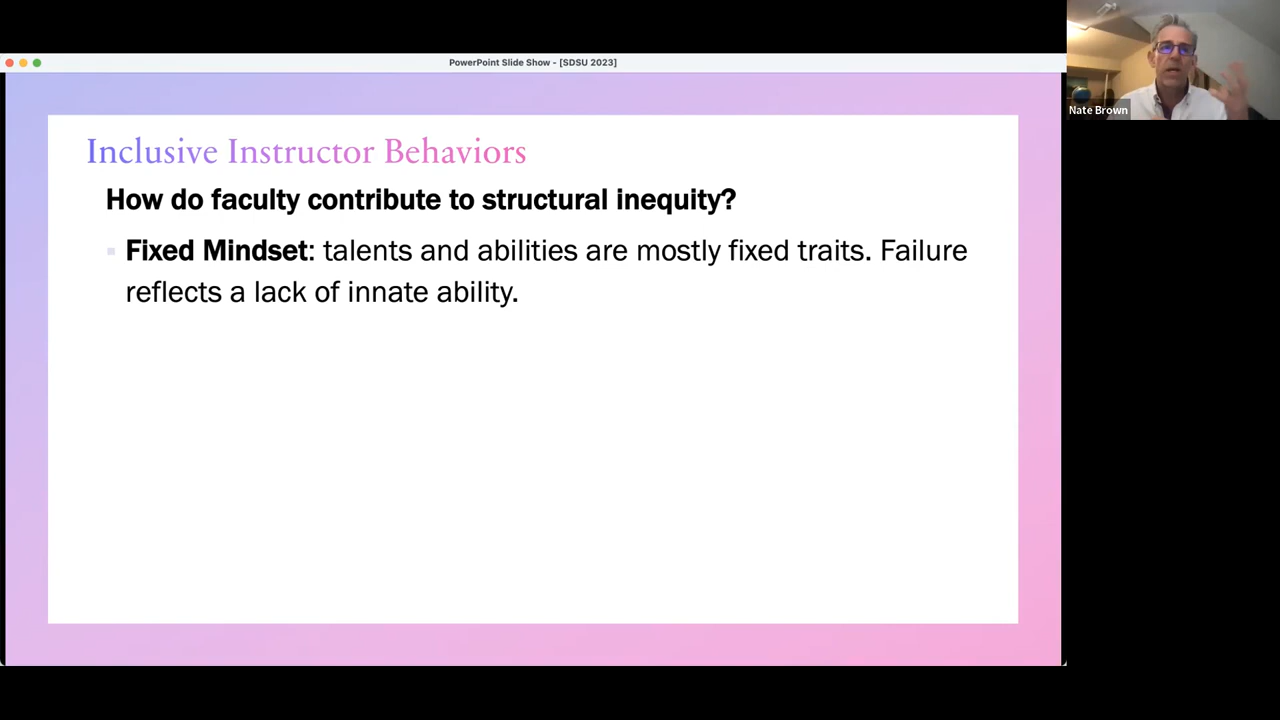 PowerPoint Slide Show - [SDSU 2023]
Nate Brown
Inclusive Instructor Behaviors
How do faculty contribute to structural inequity?
Fixed Mindset: talents and abilities are mostly fixed traits. Failure
reflects a lack of innate ability.